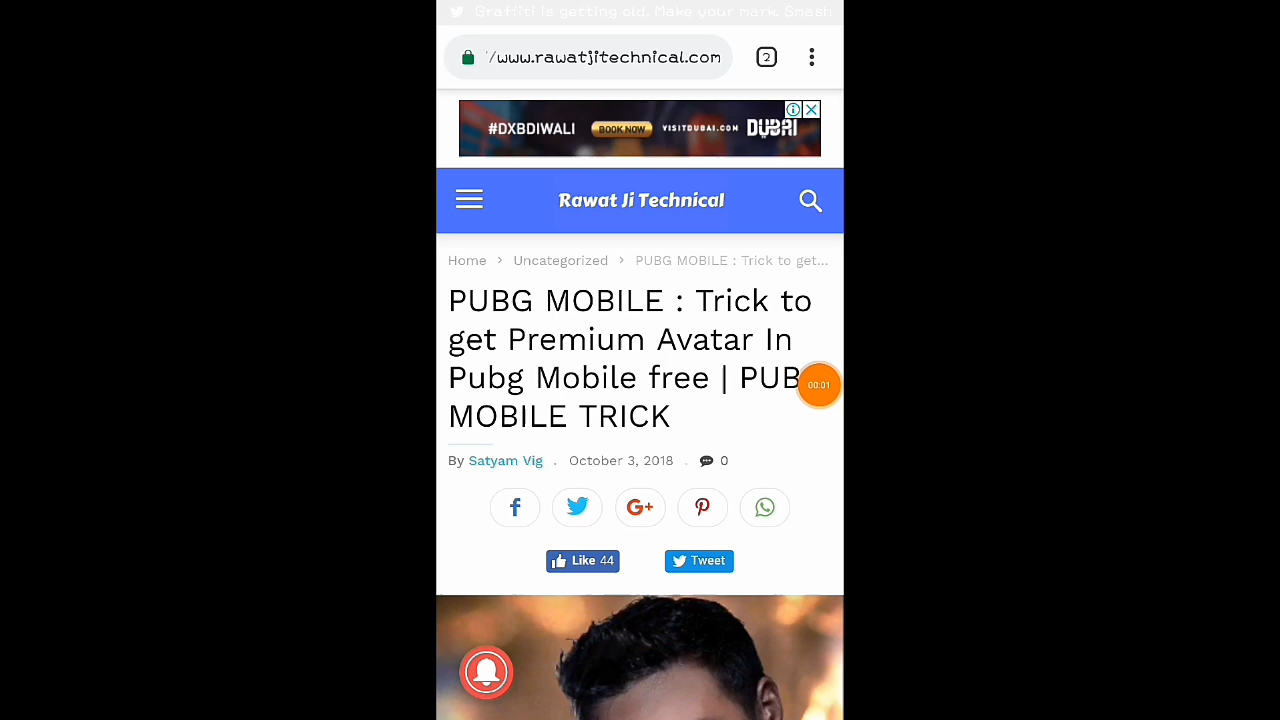 Graffiti is getting old. Make your mark. Smash
/www.rawatjitechnical.com
2
#DXBDIWALI BOOK NOW VISITDUBAI.COM DUBAI
Rawat Ji Technical
Home > Uncategorized > PUBG MOBILE : Trick to get...
PUBG MOBILE : Trick to
get Premium Avatar In
Pubg Mobile free | PUB
00:01
MOBILE TRICK
By Satyam Vig . October 3, 2018 . 0
f G+
Like 44 Tweet